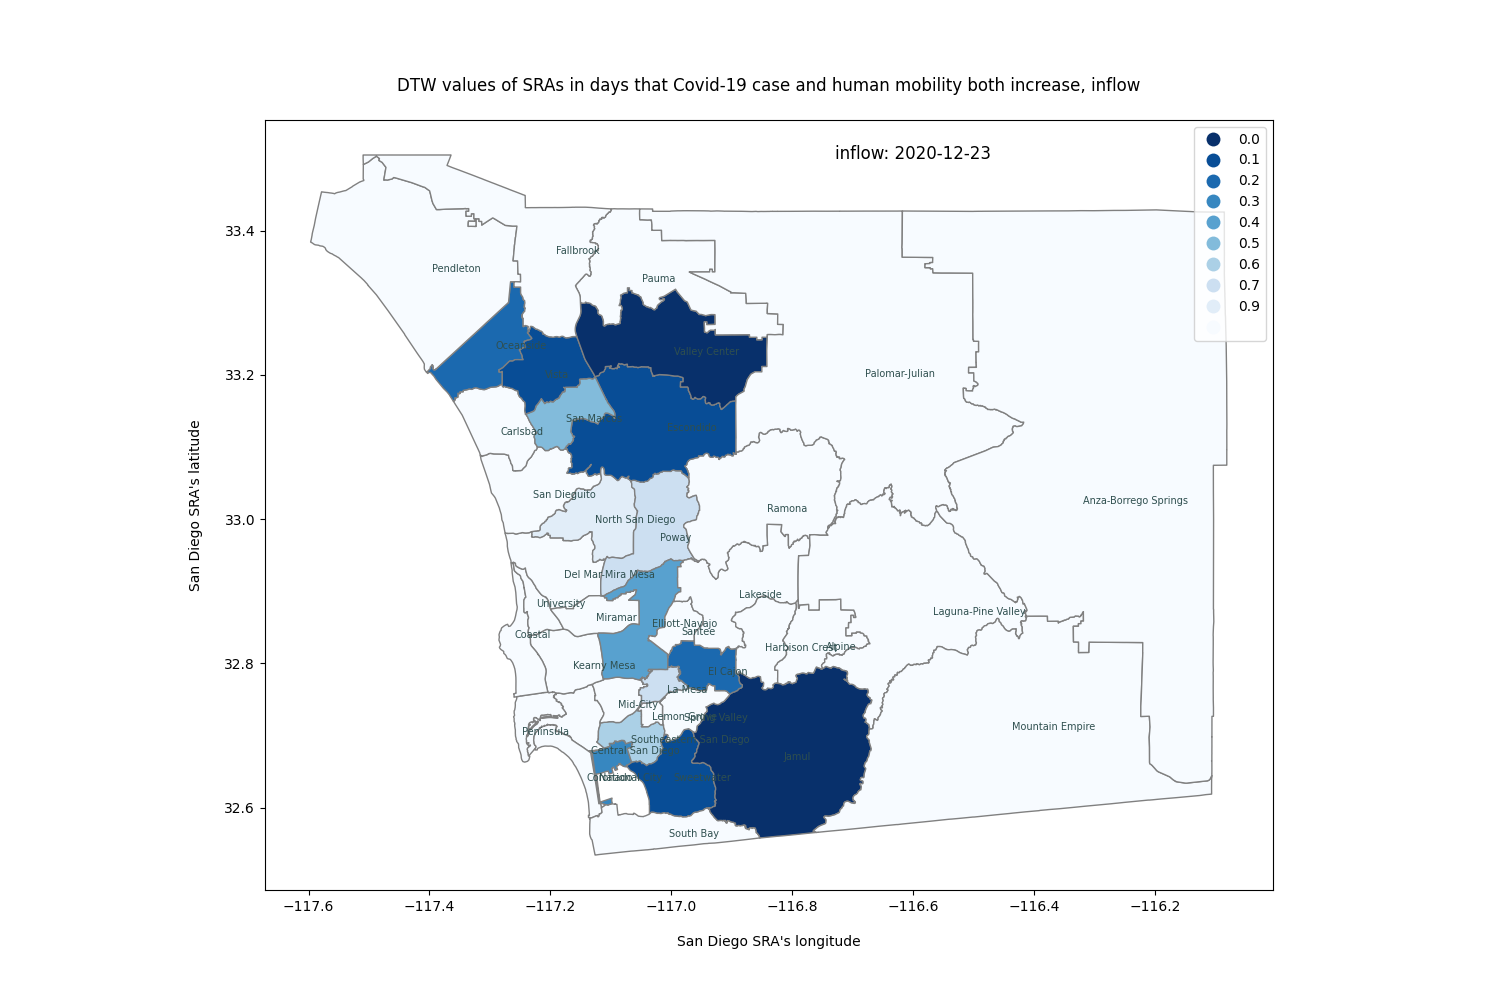 DTW values of SRAs in days that Covid-19 case and human mobility both increase, inflow
inflow: 2020-12-23
0.0
0.1
0.2
0.3
0.4
0.5
0.6
0.7
0.9
33.4
33.2
33.0
32.8
32.6
San Diego SRA's latitude
Fallbrook
Pendleton
Pauma
Valley Center
Palomar-Julian
San Marcos
Carlsbad
Escondido
San Dieguito
Anza-Borrego Springs
Ramona
North San Diego
Poway
Del Mar-Mira Mesa
Lakeside
University
Laguna-Pine Valley
Miramar
Elliott-Navajo
Santee
Coastal
Harbison Crest
Alpine
Kearny Mesa
El Cajon
La Mesa
Mid-City
Lemon Grove
Spring Valley
Mountain Empire
Peninsula
Southeastern San Diego
Central San Diego
Jamul
Coronado
National City
Sweetwater
South Bay
−117.6
−117.4
−117.2
−117.0
−116.8
−116.6
−116.4
−116.2
San Diego SRA's longitude